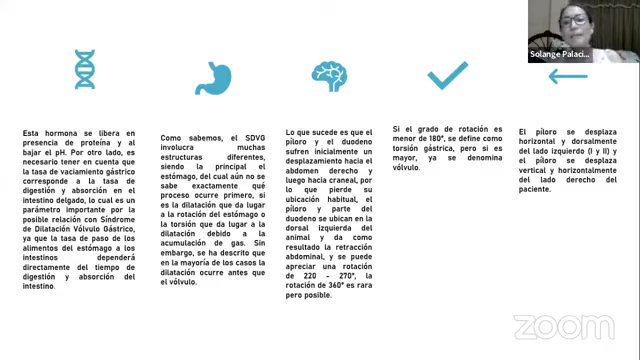 Solange Palaci...
Esta hormona se libera en
presencia de proteína y al
bajar el pH. Por otro lado, es
necesario tener en cuenta que
la tasa de vaciamiento gástrico
corresponde a la tasa de
digestión y absorción en el
intestino delgado, lo cual es un
parámetro importante por la
posible relación con Síndrome
de Dilatación Vólvulo Gástrico,
ya que la tasa de paso de los
alimentos del estómago a los
intestinos dependerá
directamente del tiempo de
digestión y absorción del
intestino.
Como sabemos, el SDVG
involucra muchas
estructuras diferentes,
siendo la principal el
estómago, del cual aún no se
sabe exactamente qué
proceso ocurre primero, si
es la dilatación que da lugar
a la rotación del estómago o
la torsión que da lugar a la
dilatación debido a la
acumulación de gas. Sin
embargo, se ha descrito que
en la mayoría de los casos la
dilatación ocurre antes que
el vólvulo.
Lo que sucede es que el
píloro y el duodeno
sufren inicialmente un
desplazamiento hacia el
abdomen derecho y
luego hacia craneal, por
lo que pierde su
ubicación habitual, el
píloro y parte del
duodeno se ubican en la
dorsal izquierda del
animal y da como
resultado la retracción
abdominal, y se puede
apreciar una rotación
de 220 - 270°, la
rotación de 360° es rara
pero posible.
Si el grado de rotación es
menor de 180°, se define como
torsión gástrica, pero si es
mayor, ya se denomina
vólvulo.
El píloro se desplaza
horizontal y dorsalmente
del lado izquierdo (I y II) y
el píloro se desplaza
vertical y horizontalmente
del lado derecho del
paciente.
zoom